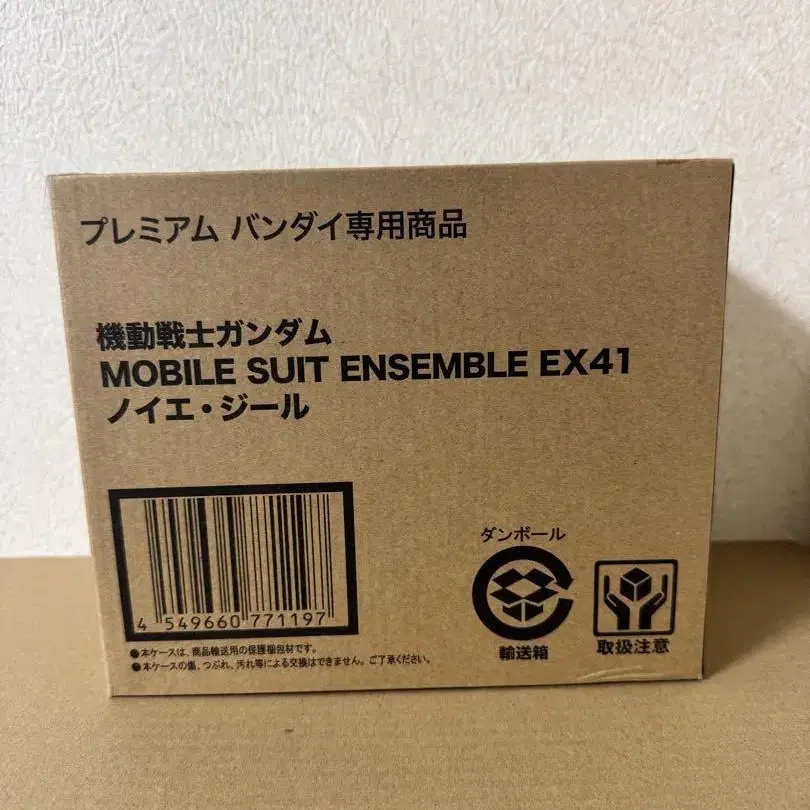 プレミアム バンダイ専用商品
機動戦士ガンダム
MOBILE SUIT ENSEMBLE EX41
ノイエ・ジール
4 549660 771197
●本ケースは、商品輸送用の保護梱包材です。
●本ケースの傷、つぶれ、汚れ等による交換はできません。ご了承ください。
ダンボール
輸送箱
取扱注意